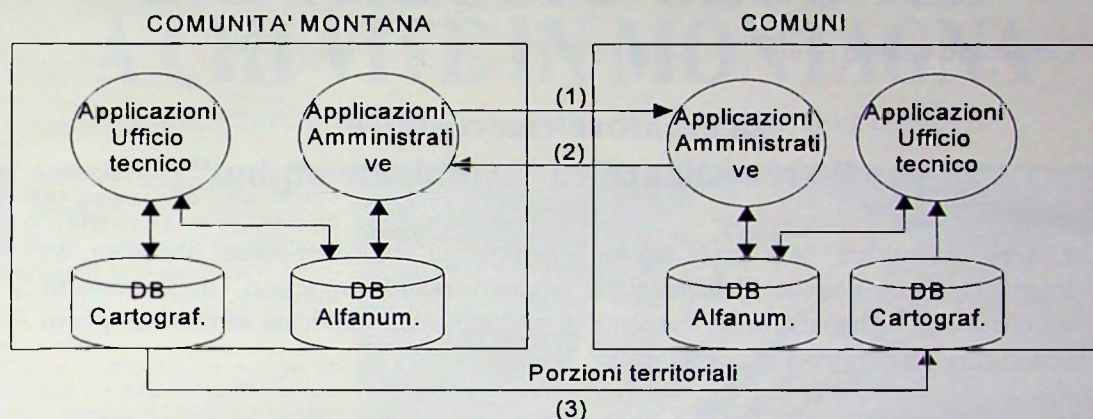 COMUNITA' MONTANA
COMUNI
Applicazioni
Ufficio
tecnico
Applicazioni
Amministrati
ve
(1)
(2)
Applicazioni
Amministrati
ve
Applicazioni
Ufficio
tecnico
DB
Cartograf.
DB
Alfanum.
DB
Alfanum.
DB
Cartograf.
Porzioni territoriali
(3)